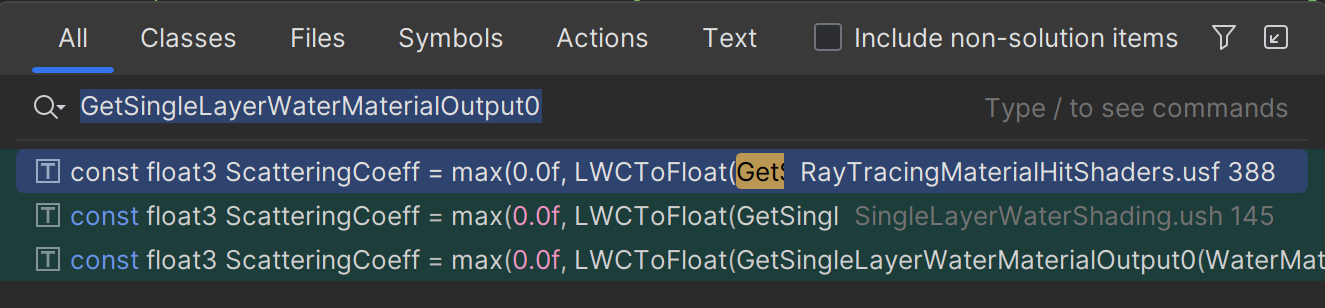 All Classes Files Symbols Actions Text Include non-solution items
GetSingleLayerWaterMaterialOutput0 Type / to see commands
T const float3 ScatteringCoeff = max(0.0f, LWCToFloat(GetS RayTracingMaterialHitShaders.usf 388
T const float3 ScatteringCoeff = max(0.0f, LWCToFloat(GetSingl SingleLayerWaterShading.ush 145
T const float3 ScatteringCoeff = max(0.0f, LWCToFloat(GetSingleLayerWaterMaterialOutput0(WaterMat